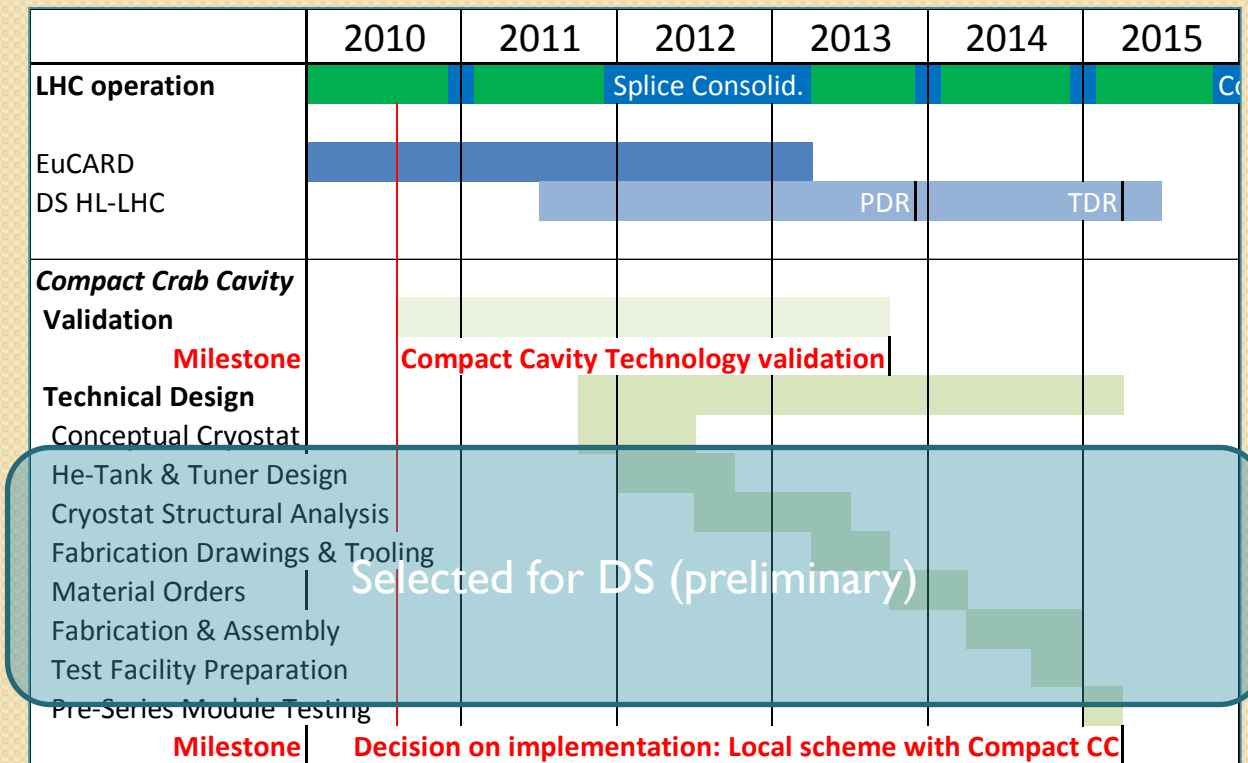 2010 2011 2012 2013 2014 2015
LHC operation Splice Consolid.
EuCARD
DS HL-LHC PDR TDR
Compact Crab Cavity
Validation
Milestone Compact Cavity Technology validation
Technical Design
Conceptual Cryostat
He-Tank & Tuner Design
Cryostat Structural Analysis
Fabrication Drawings & Tooling
Selected for DS (preliminary)
Material Orders
Fabrication & Assembly
Test Facility Preparation
Pre-Series Module Testing
Milestone Decision on implementation: Local scheme with Compact CC